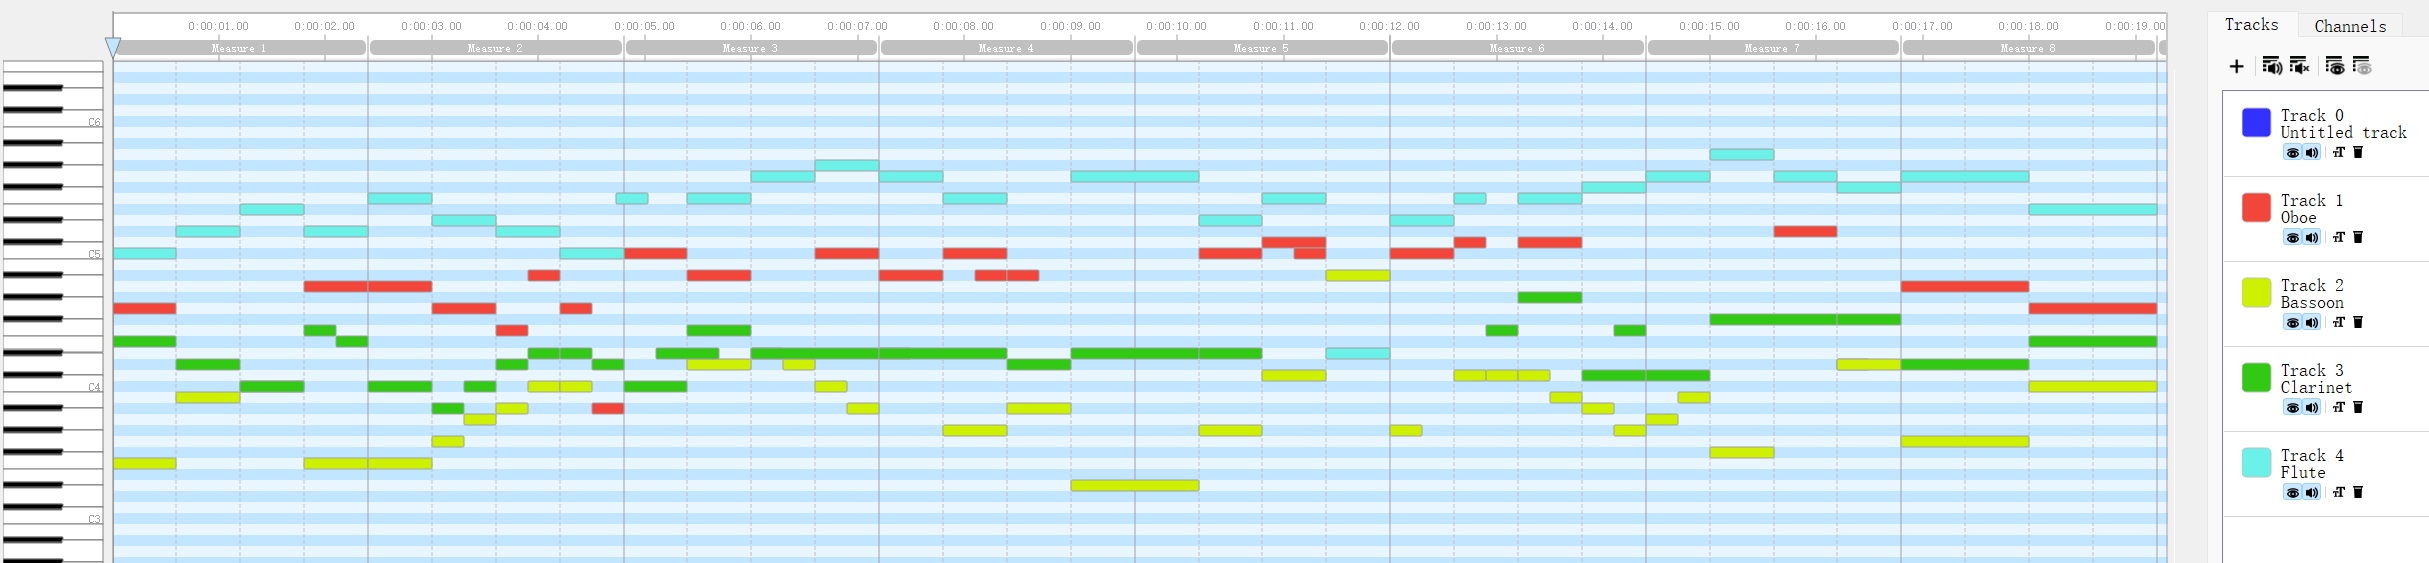 0:00:01.00 0:00:02.00 0:00:03.00 0:00:04.00 0:00:05.00 0:00:06.00 0:00:07.00 0:00:08.00 0:00:09.00 0:00:10.00 0:00:11.00 0:00:12.00 0:00:13.00 0:00:14.00 0:00:15.00 0:00:16.00 0:00:17.00 0:00:18.00 0:00:19.00
Measure 1 Measure 2 Measure 3 Measure 4 Measure 5 Measure 6 Measure 7 Measure 8
C6
C5
C4
C3
Tracks Channels
Track 0
Untitled track
Track 1
Oboe
Track 2
Bassoon
Track 3
Clarinet
Track 4
Flute